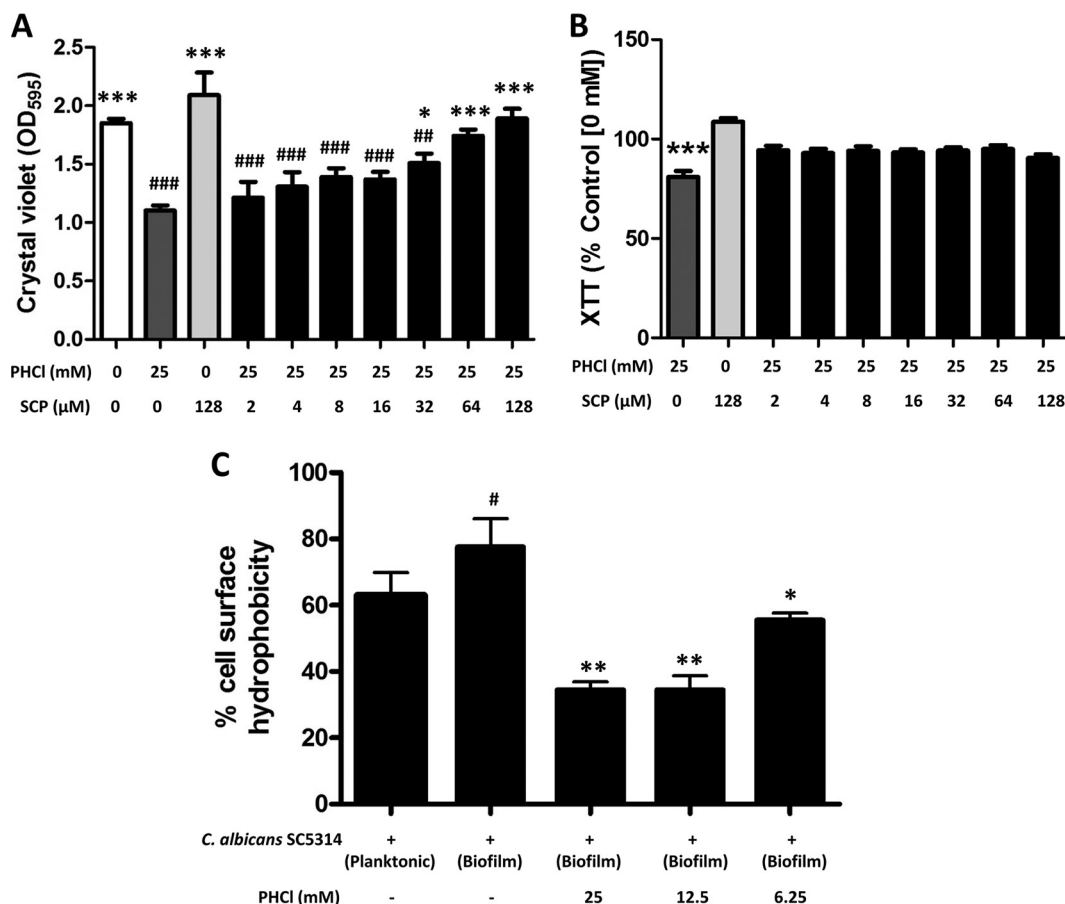 A
Crystal violet (OD595)
2.5
2.0
1.5
1.0
0.5
0.0
*** ### *** ### ### ### ### * ## *** ***
PHCl (mM) 0 25 0 25 25 25 25 25 25 25
SCP (µM) 0 0 128 2 4 8 16 32 64 128
B
XTT (% Control [0 mM])
150
100
50
0
***
PHCl (mM) 25 0 25 25 25 25 25 25 25
SCP (µM) 0 128 2 4 8 16 32 64 128
C
% cell surface
hydrophobicity
100
80
60
40
20
0
# ** ** *
C. albicans SC5314 + + + + +
(Planktonic) (Biofilm) (Biofilm) (Biofilm) (Biofilm)
PHCl (mM) - - 25 12.5 6.25